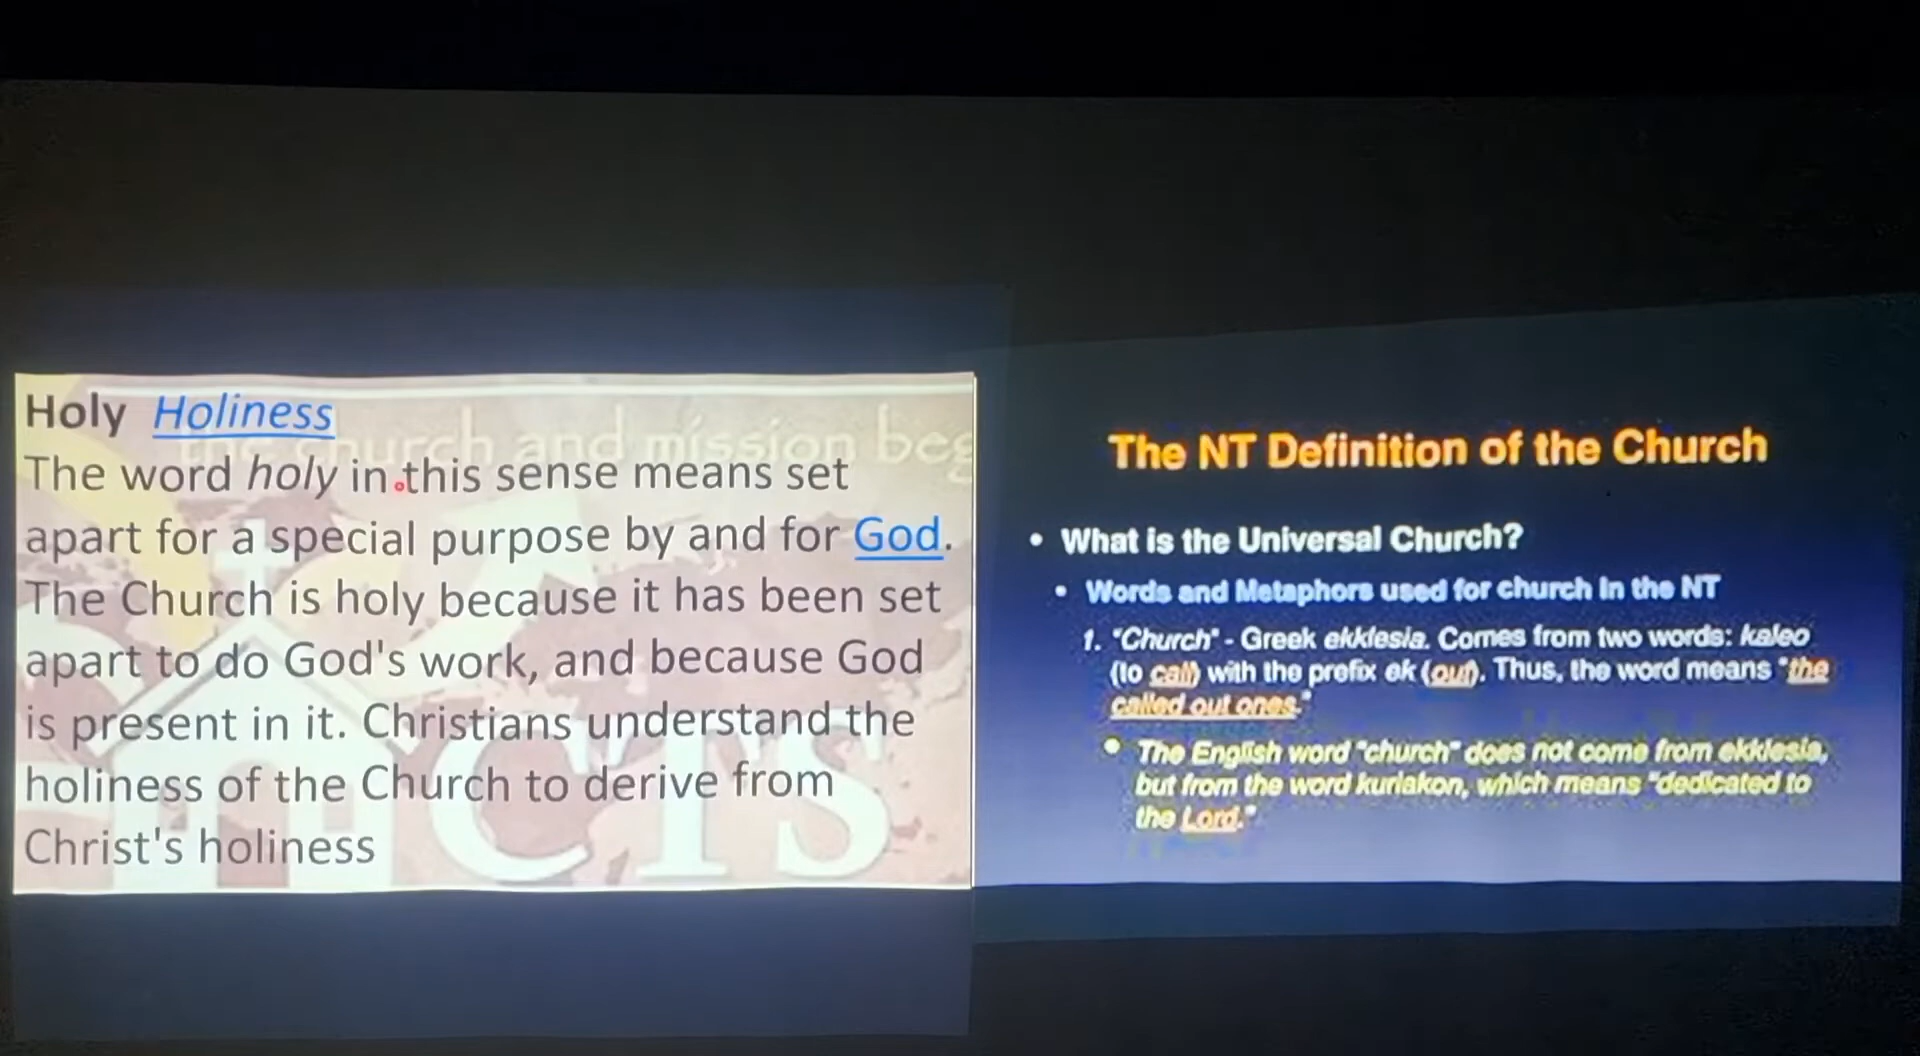 Holy Holiness
the church and mission beg
The word holy in this sense means set
apart for a special purpose by and for God.
The Church is holy because it has been set
apart to do God's work, and because God
is present in it. Christians understand the
holiness of the Church to derive from
Christ's holiness
CTS
The NT Definition of the Church
• What is the Universal Church?
• Words and Metaphors used for church in the NT
1. "Church" - Greek ekklesia. Comes from two words: kaleo
(to call) with the prefix ek (out). Thus, the word means "the
called out ones."
• The English word "church" does not come from ekklesia,
but from the word kuriakon, which means "dedicated to
the Lord."